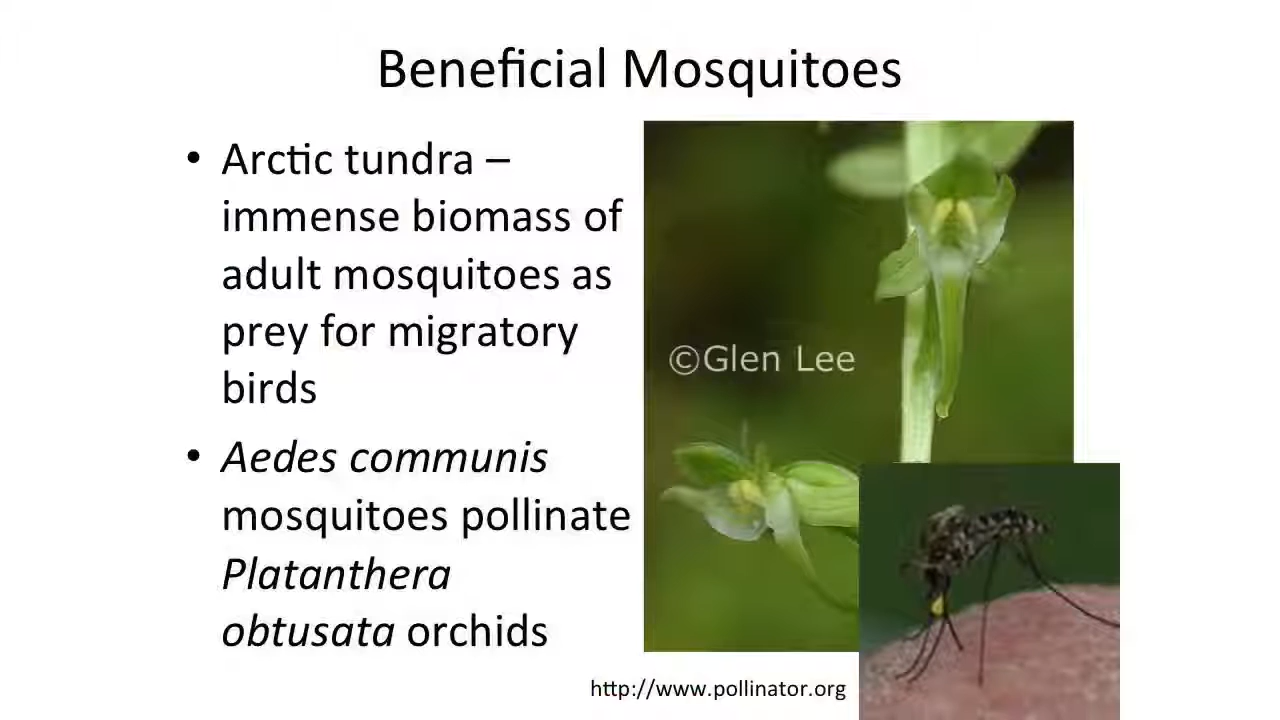 Beneficial Mosquitoes
• Arctic tundra –
immense biomass of
adult mosquitoes as
prey for migratory
birds
• Aedes communis
mosquitoes pollinate
Platanthera
obtusata orchids
©Glen Lee
http://www.pollinator.org